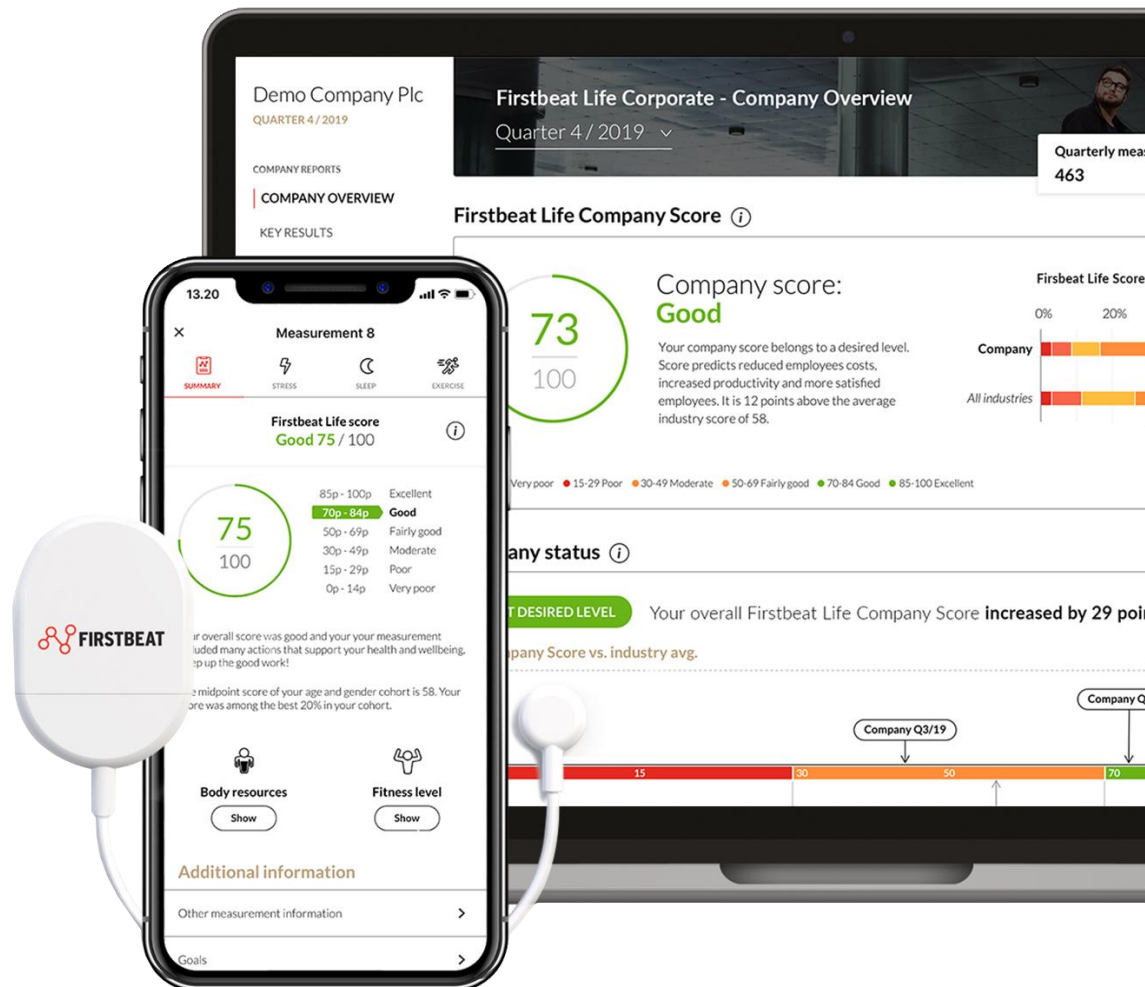 Demo Company Plc
QUARTER 4 / 2019
COMPANY REPORTS
COMPANY OVERVIEW
KEY RESULTS
Firstbeat Life Corporate - Company Overview
Quarter 4 / 2019
Quarterly
463
Firstbeat Life Company Score
73
100
Company score:
Good
Your company score belongs to a desired level.
Score predicts reduced employees costs,
increased productivity and more satisfied
employees. It is 12 points above the average
industry score of 58.
Firsbeat Life Score
0% 20%
Company
All industries
Very poor 15-29 Poor 30-49 Moderate 50-69 Fairly good 70-84 Good 85-100 Excellent
status
DESIRED LEVEL
Your overall Firstbeat Life Company Score increased by 29
Score vs. industry avg.
Company Q3/19
Company
15 30 50 70
13.20
Measurement 8
SUMMARY STRESS SLEEP EXERCISE
Firstbeat Life score
Good 75 / 100
75
100
85p - 100p Excellent
70p - 84p Good
50p - 69p Fairly good
30p - 49p Moderate
15p - 29p Poor
0p - 14p Very poor
overall score was good and your your measurement
many actions that support your health and wellbeing,
up the good work!
midpoint score of your age and gender cohort is 58. Your
was among the best 20% in your cohort.
Body resources
Show
Fitness level
Show
Additional information
Other measurement information
Goals
FIRSTBEAT